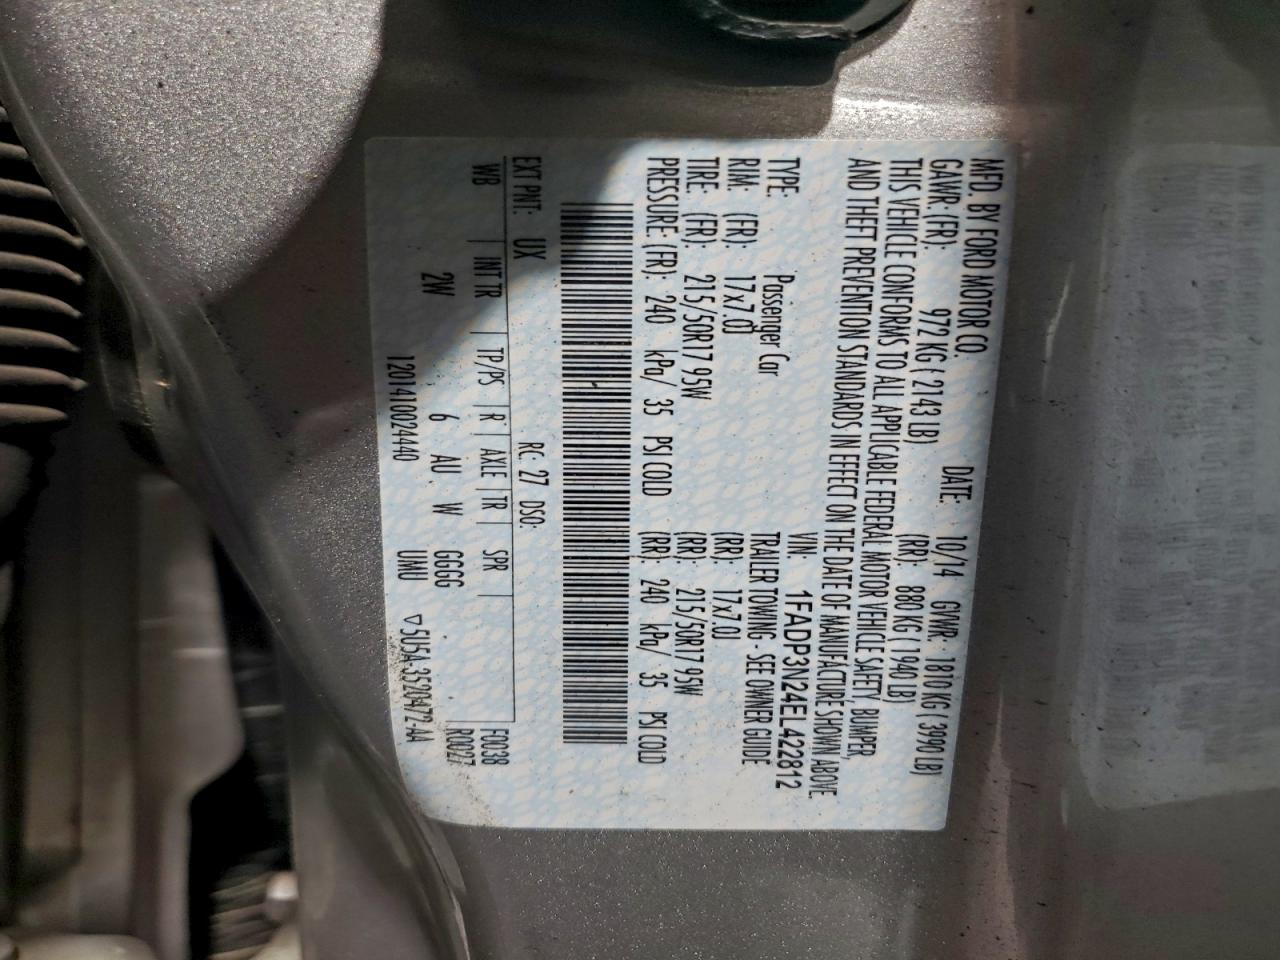 MFD. BY FORD MOTOR CO.
DATE: 10/14 GVWR: 1810 KG ( 3990 LB)
GAWR: (FR): 972 KG ( 2143 LB) (RR): 880 KG ( 1940 LB)
THIS VEHICLE CONFORMS TO ALL APPLICABLE FEDERAL MOTOR VEHICLE SAFETY, BUMPER,
AND THEFT PREVENTION STANDARDS IN EFFECT ON THE DATE OF MANUFACTURE SHOWN ABOVE.
VIN: 1FADP3N24EL422812
TYPE: Passenger Car TRAILER TOWING - SEE OWNER GUIDE
RIM: (FR): 17x7.0J (RR): 17x7.0J
TIRE: (FR): 215/50R17 95W (RR): 215/50R17 95W
PRESSURE: (FR): 240 kPa/ 35 PSI COLD (RR): 240 kPa/ 35 PSI COLD
EXT PNT: UX RC: 27 DSO:
WB INT TR TP/PS R AXLE TR SPR F0038
2W 6 AU W GGGG R0027
12014100244​40 UMU ▽5U5A-3520472-AA